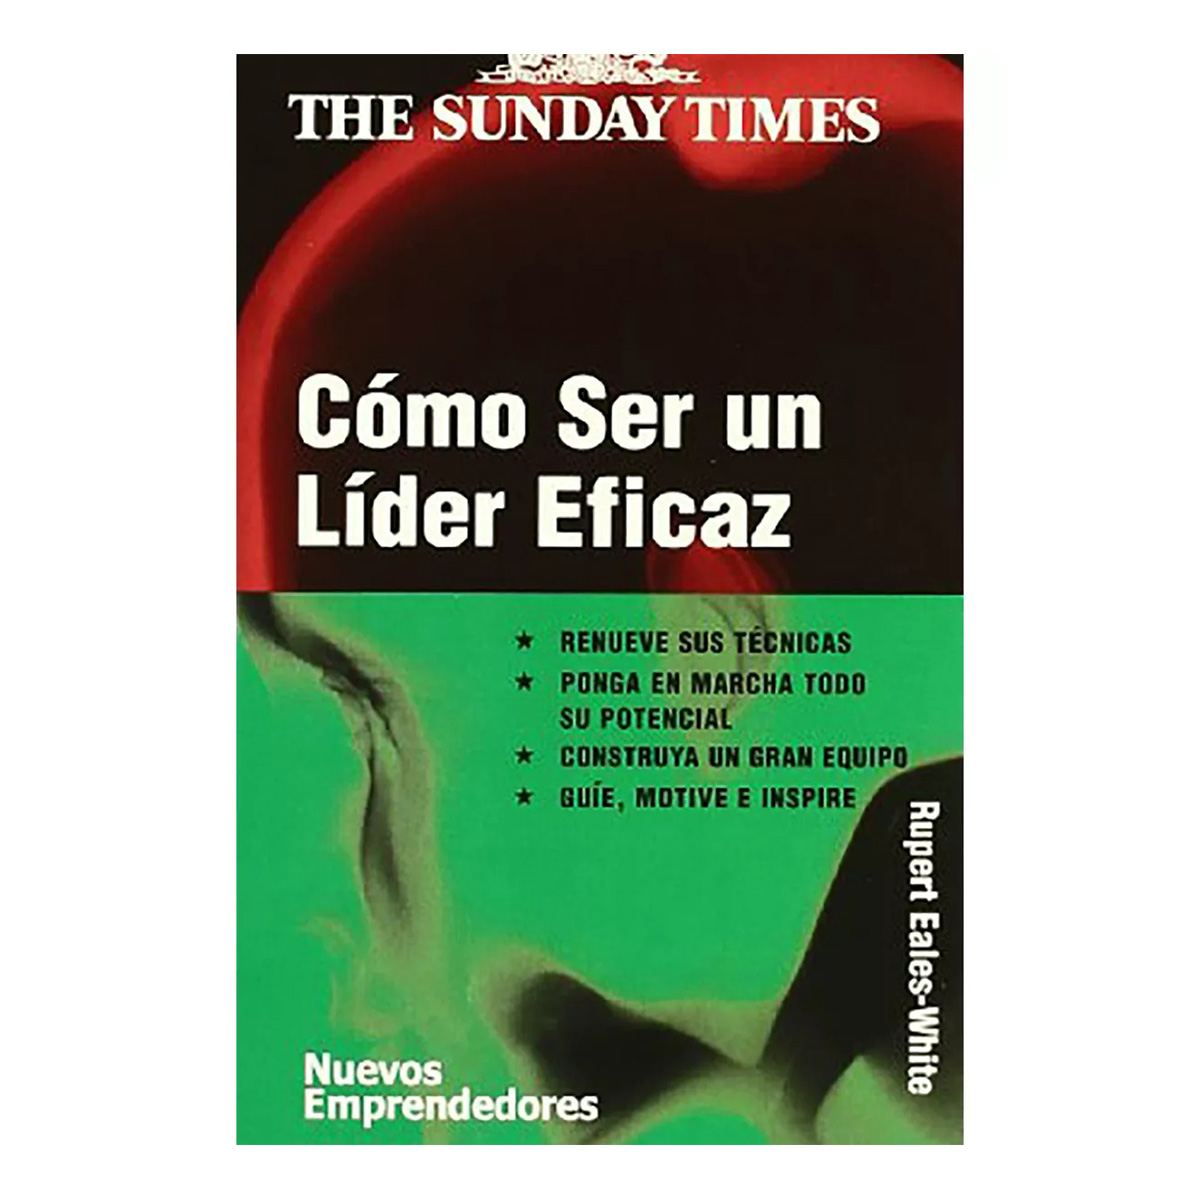 THE SUNDAY TIMES
Cómo Ser un
Líder Eficaz
★ RENUEVE SUS TÉCNICAS
★ PONGA EN MARCHA TODO
SU POTENCIAL
★ CONSTRUYA UN GRAN EQUIPO
★ GUÍE, MOTIVE E INSPIRE
Rupert Eales-White
Nuevos
Emprendedores